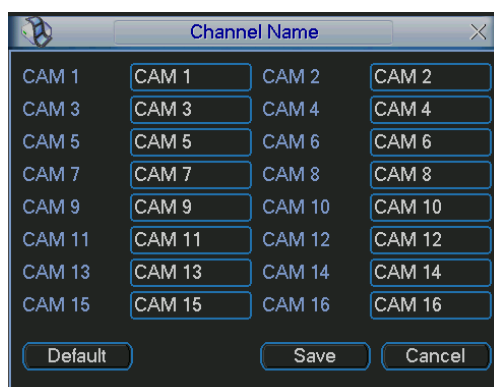 Channel Name
CAM 1 CAM 1 CAM 2 CAM 2
CAM 3 CAM 3 CAM 4 CAM 4
CAM 5 CAM 5 CAM 6 CAM 6
CAM 7 CAM 7 CAM 8 CAM 8
CAM 9 CAM 9 CAM 10 CAM 10
CAM 11 CAM 11 CAM 12 CAM 12
CAM 13 CAM 13 CAM 14 CAM 14
CAM 15 CAM 15 CAM 16 CAM 16
Default Save Cancel